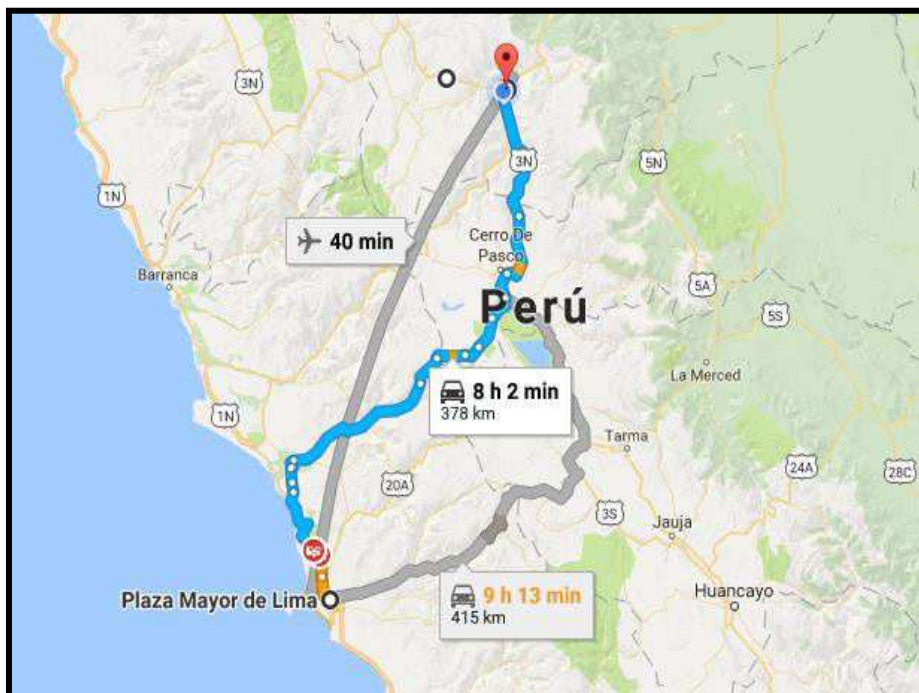 3N
3N
5N
1N
40 min
Cerro De
Pasco
Barranca
5A
Perú
5S
La Merced
8 h 2 min
378 km
1N
Tarma
24A
28C
20A
3S
Jauja
Plaza Mayor de Lima
9 h 13 min
415 km
Huancayo